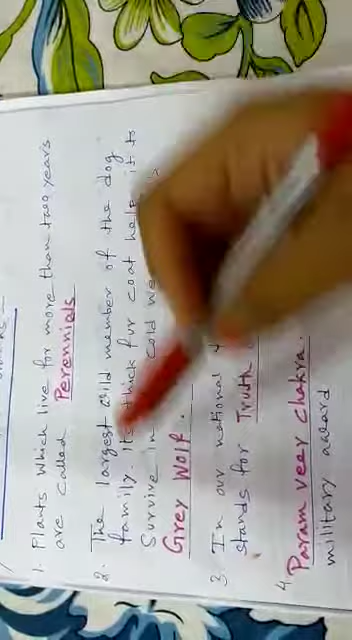 1. Plants which live for more than two years
are called Perennials
2. The largest wild member of the dog
family. Its thick fur coat help it to
Survive in cold
Grey Wolf.
3. In our national
stands for Truth
4. Param veer chakra.
military award